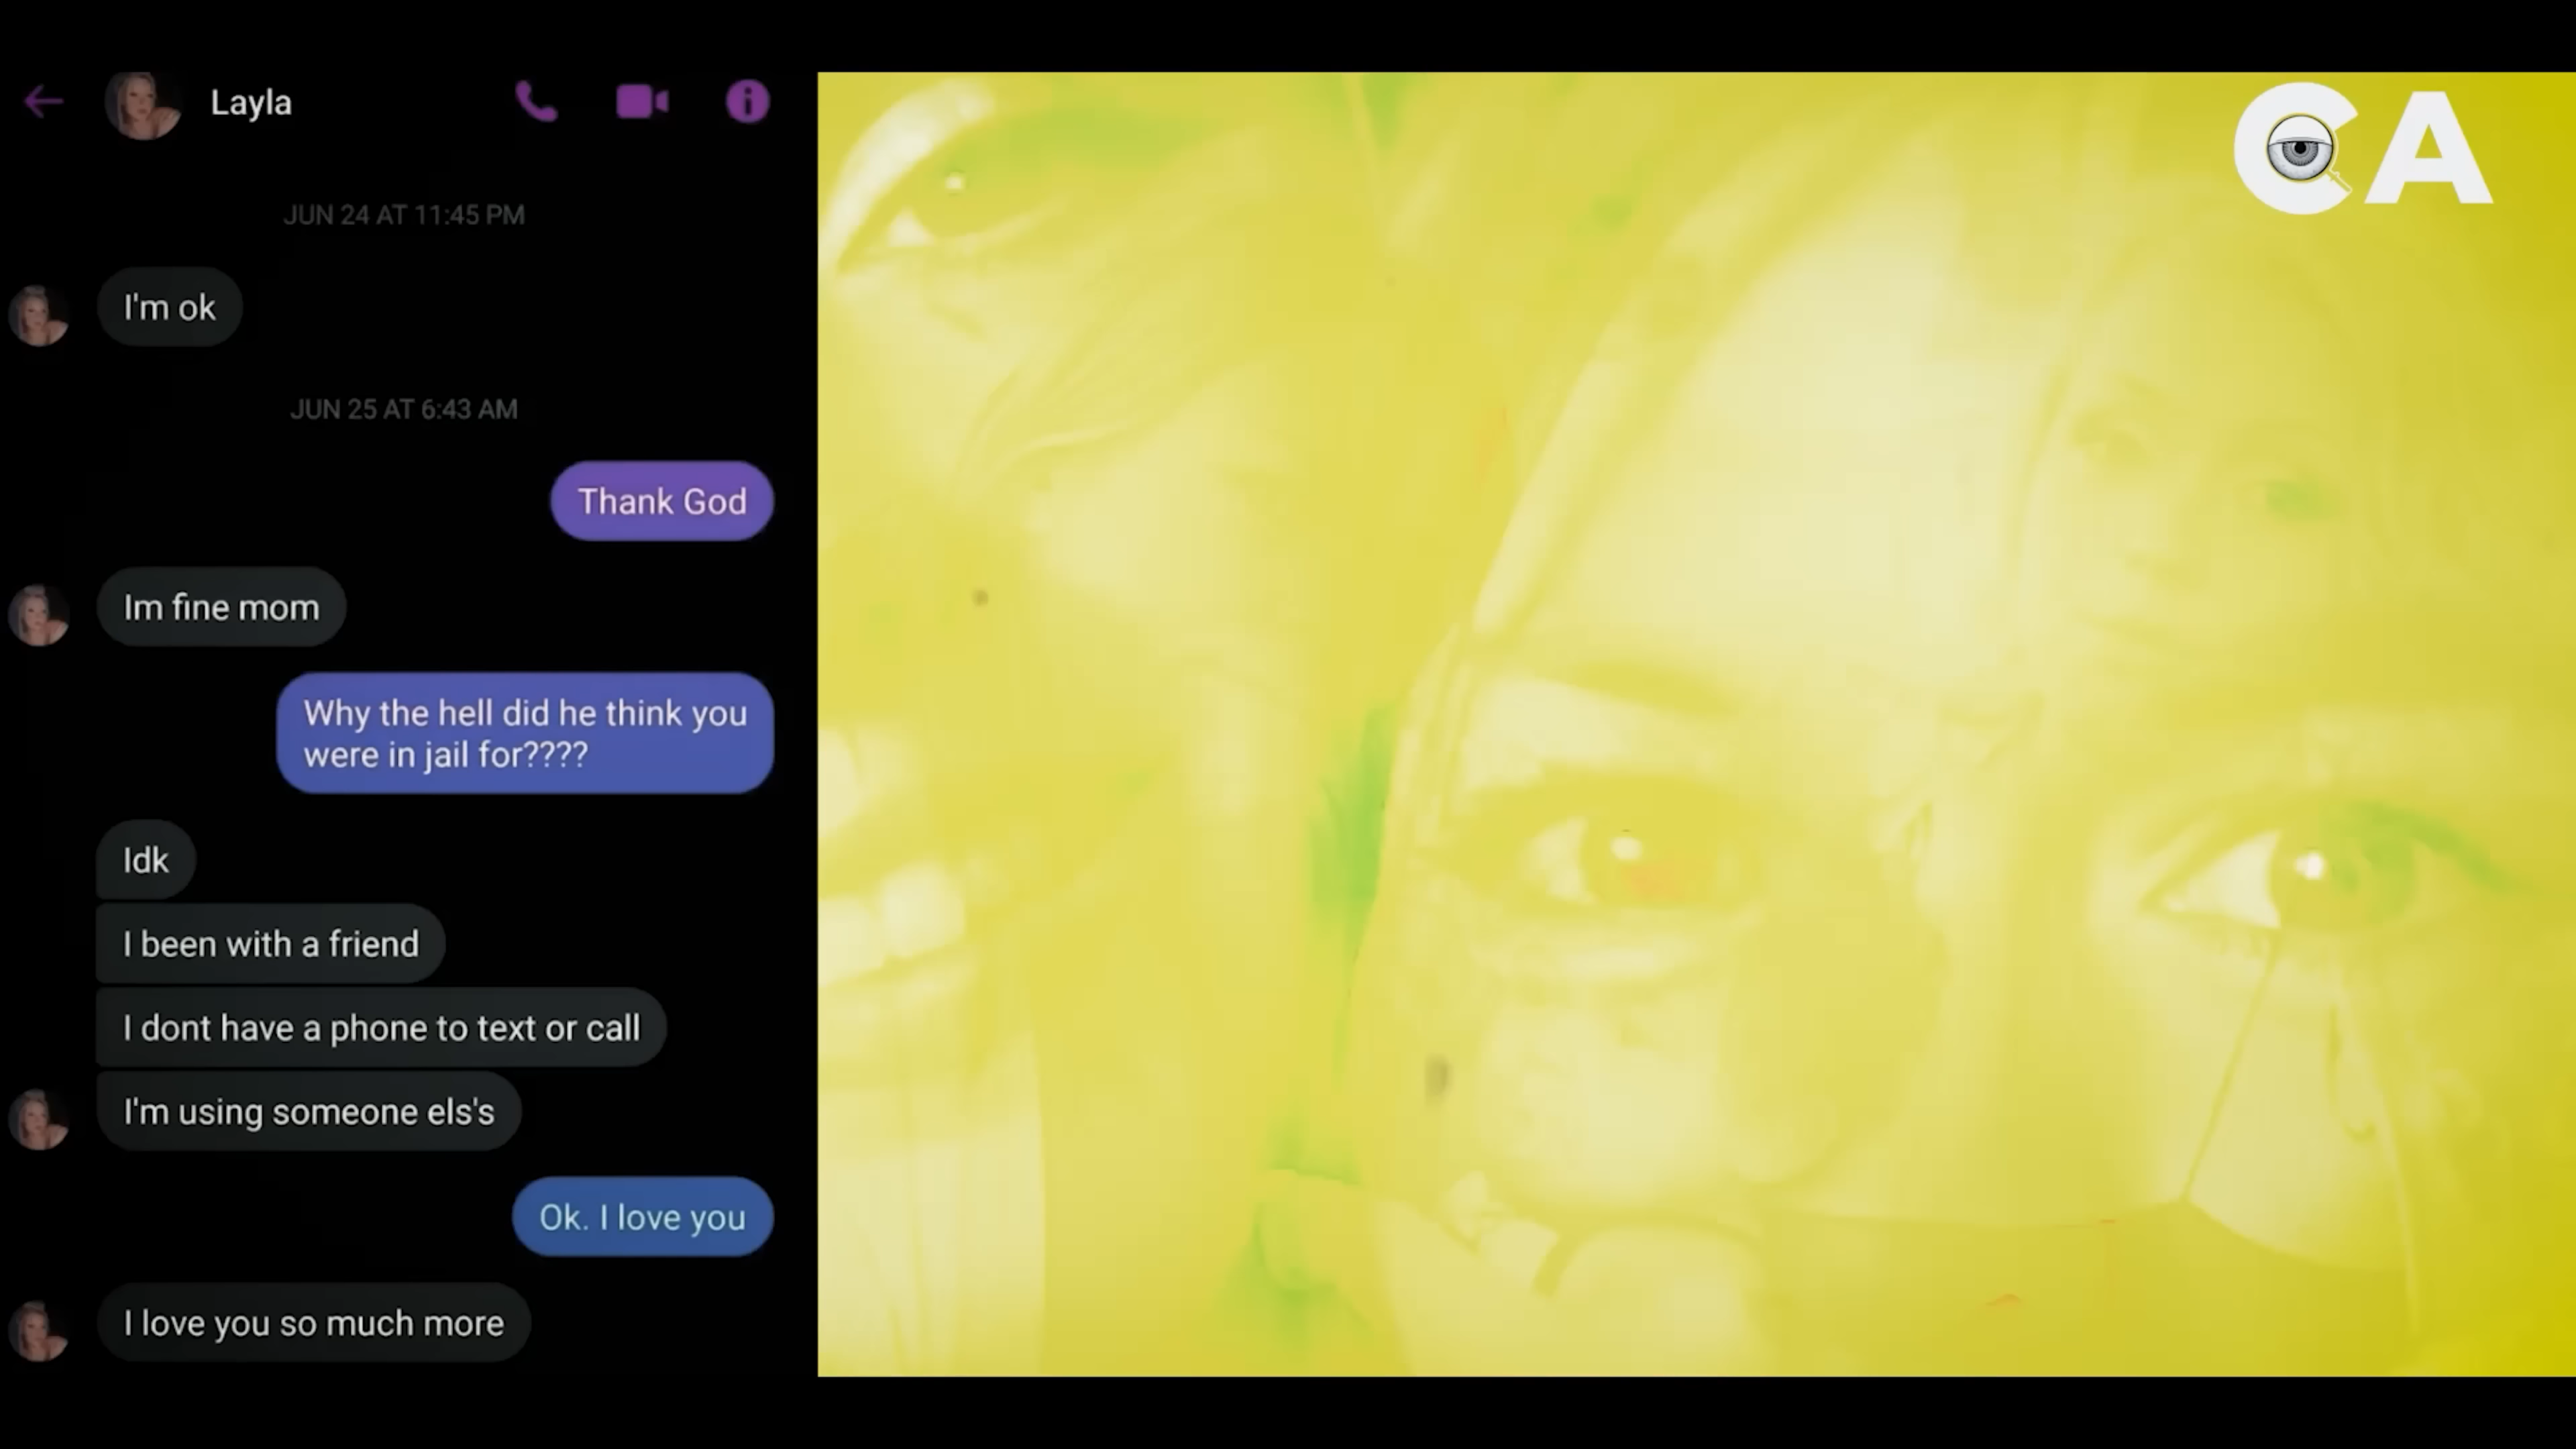 Layla
JUN 24 AT 11:45 PM
I'm ok
JUN 25 AT 6:43 AM
Thank God
Im fine mom
Why the hell did he think you
were in jail for????
Idk
I been with a friend
I dont have a phone to text or call
I'm using someone els's
Ok. I love you
I love you so much more
CA